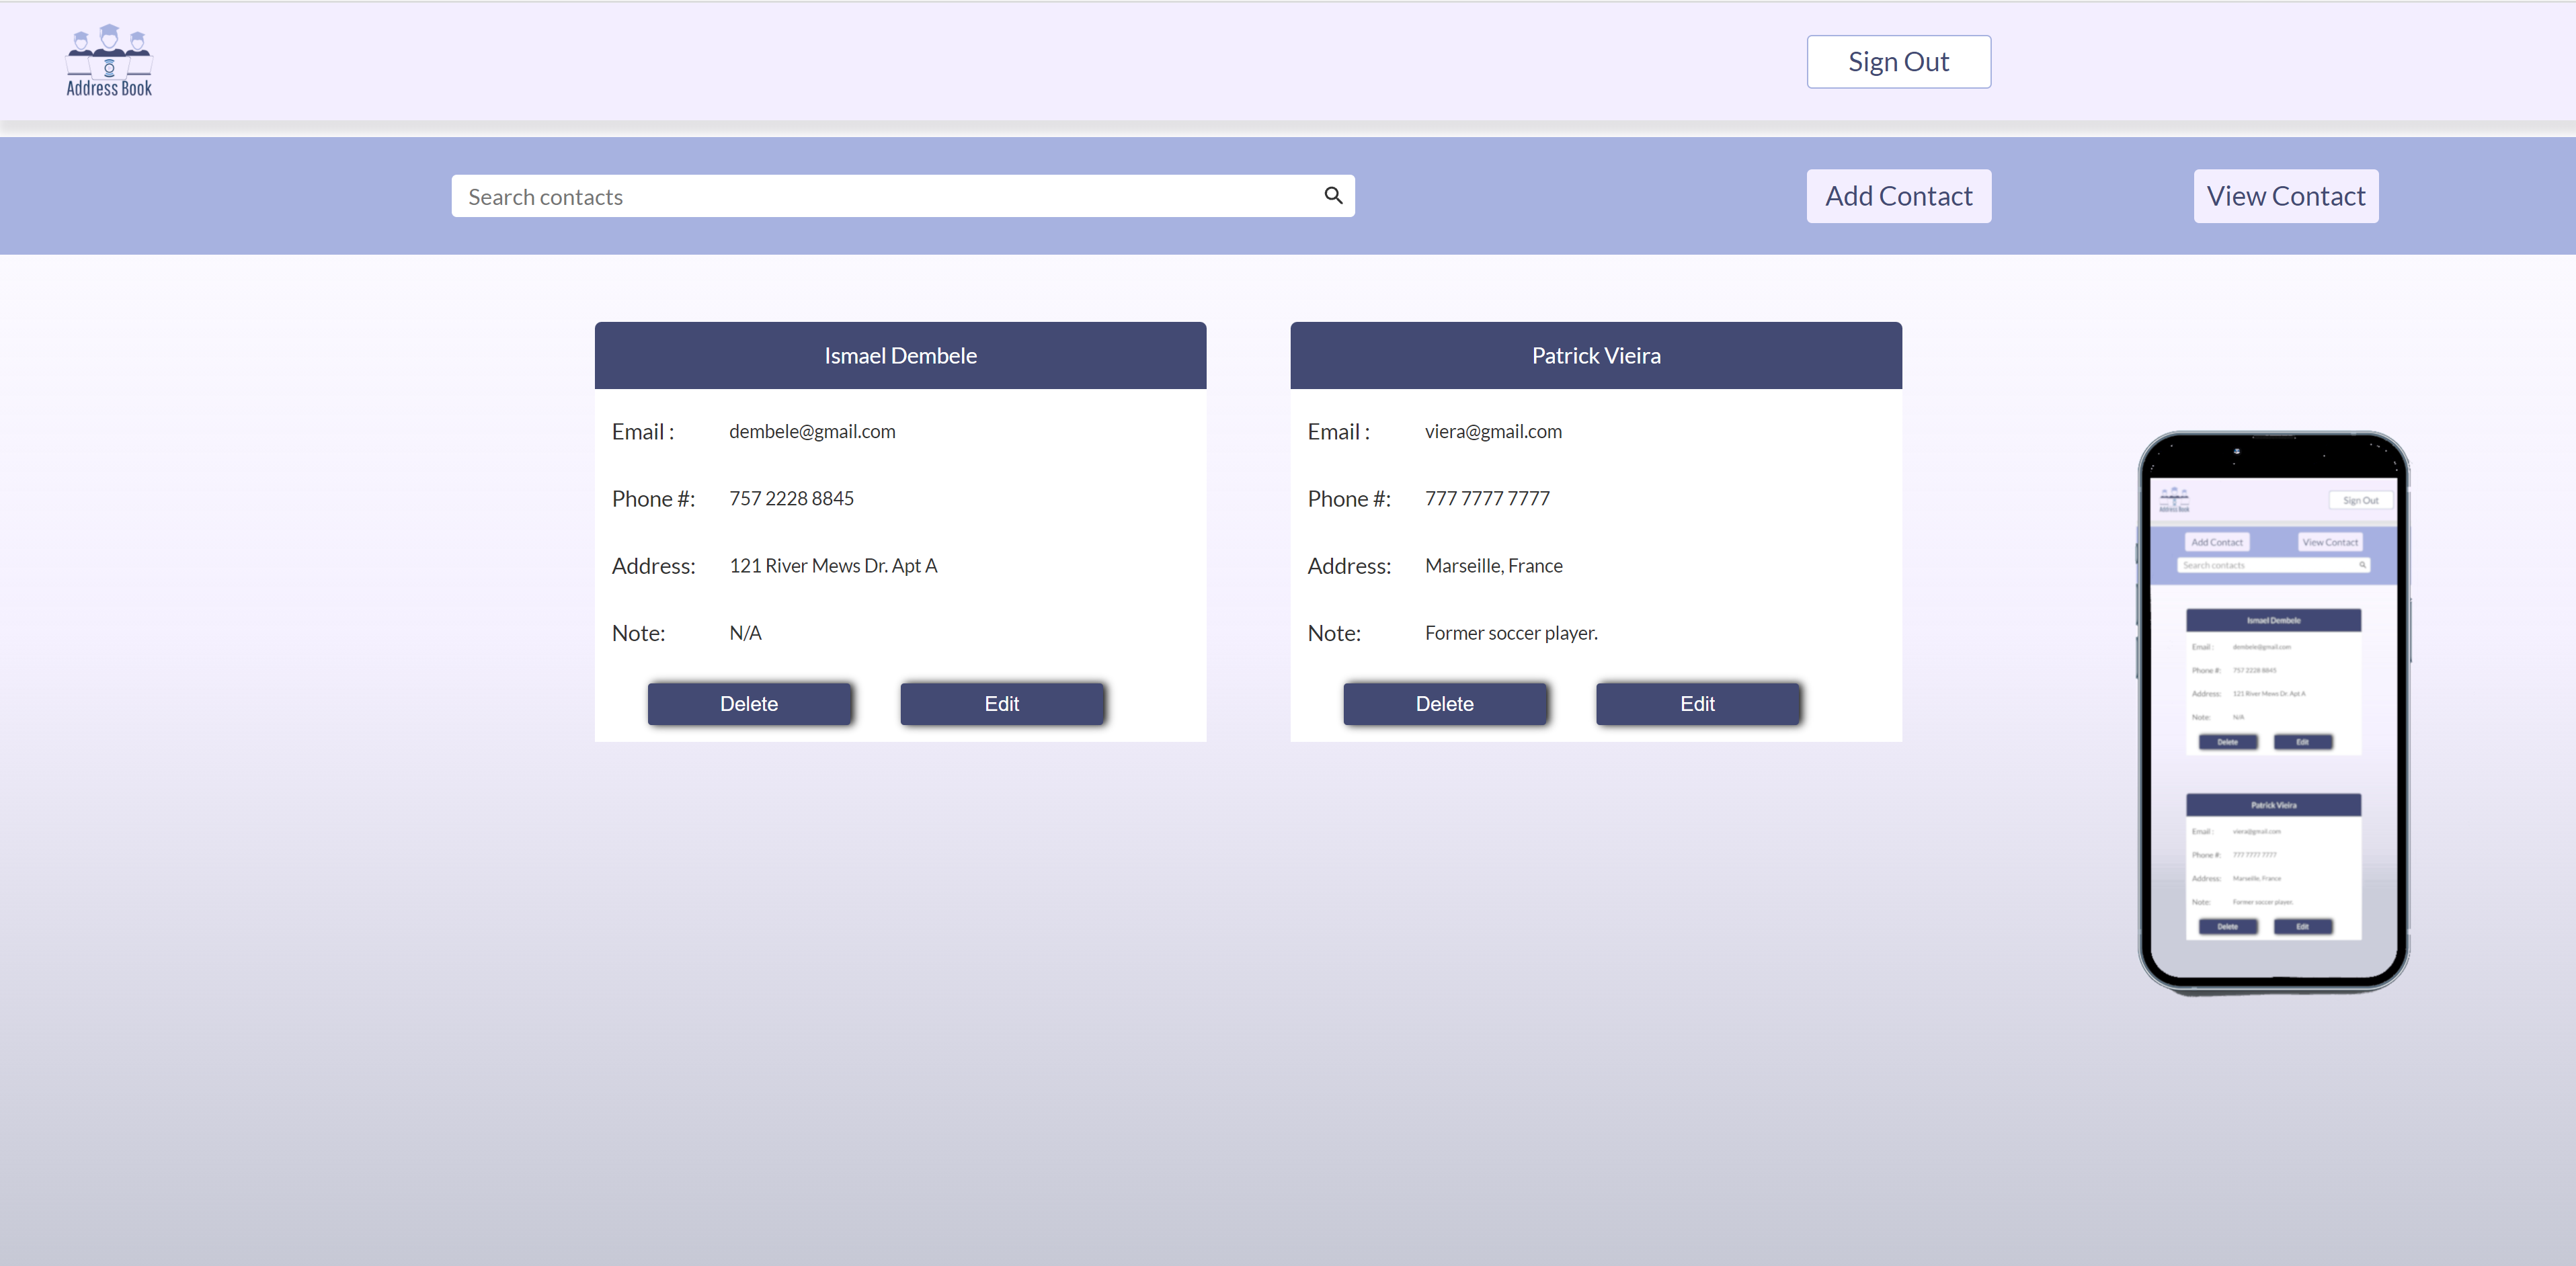 Address Book
Sign Out
Search contacts
Add Contact
View Contact
Ismael Dembele
Email : dembele@gmail.com
Phone #: 757 2228 8845
Address: 121 River Mews Dr. Apt A
Note: N/A
Delete Edit
Patrick Vieira
Email : viera@gmail.com
Phone #: 777 7777 7777
Address: Marseille, France
Note: Former soccer player.
Delete Edit
Address Book
Sign Out
Add Contact
View Contact
Search contacts
Ismael Dembele
Email : dembele@gmail.com
Phone #: 757 2228 8845
Address: 121 River Mews Dr. Apt A
Note: N/A
Delete Edit
Patrick Vieira
Email : viera@gmail.com
Phone #: 777 7777 7777
Address: Marseille, France
Note: Former soccer player.
Delete Edit